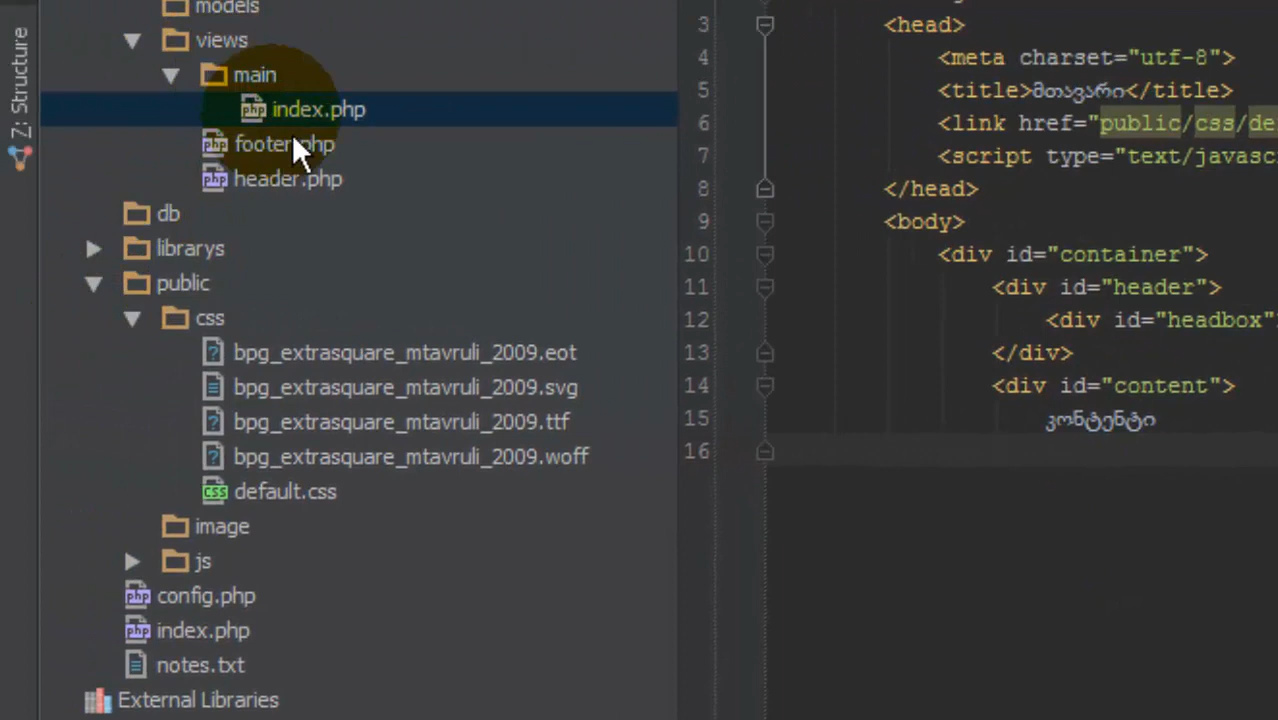 models
views
main
index.php
footer.php
header.php
db
librarys
public
css
bpg_extrasquare_mtavruli_2009.eot
bpg_extrasquare_mtavruli_2009.svg
bpg_extrasquare_mtavruli_2009.ttf
bpg_extrasquare_mtavruli_2009.woff
default.css
image
js
config.php
index.php
notes.txt
External Libraries
Z: Structure
3 <head>
4 <meta charset="utf-8">
5 <title>მთავარი</title>
6 <link href="public/css/de
7 <script type="text/javasc
8 </head>
9 <body>
10 <div id="container">
11 <div id="header">
12 <div id="headbox"
13 </div>
14 <div id="content">
15 კონტენტი
16